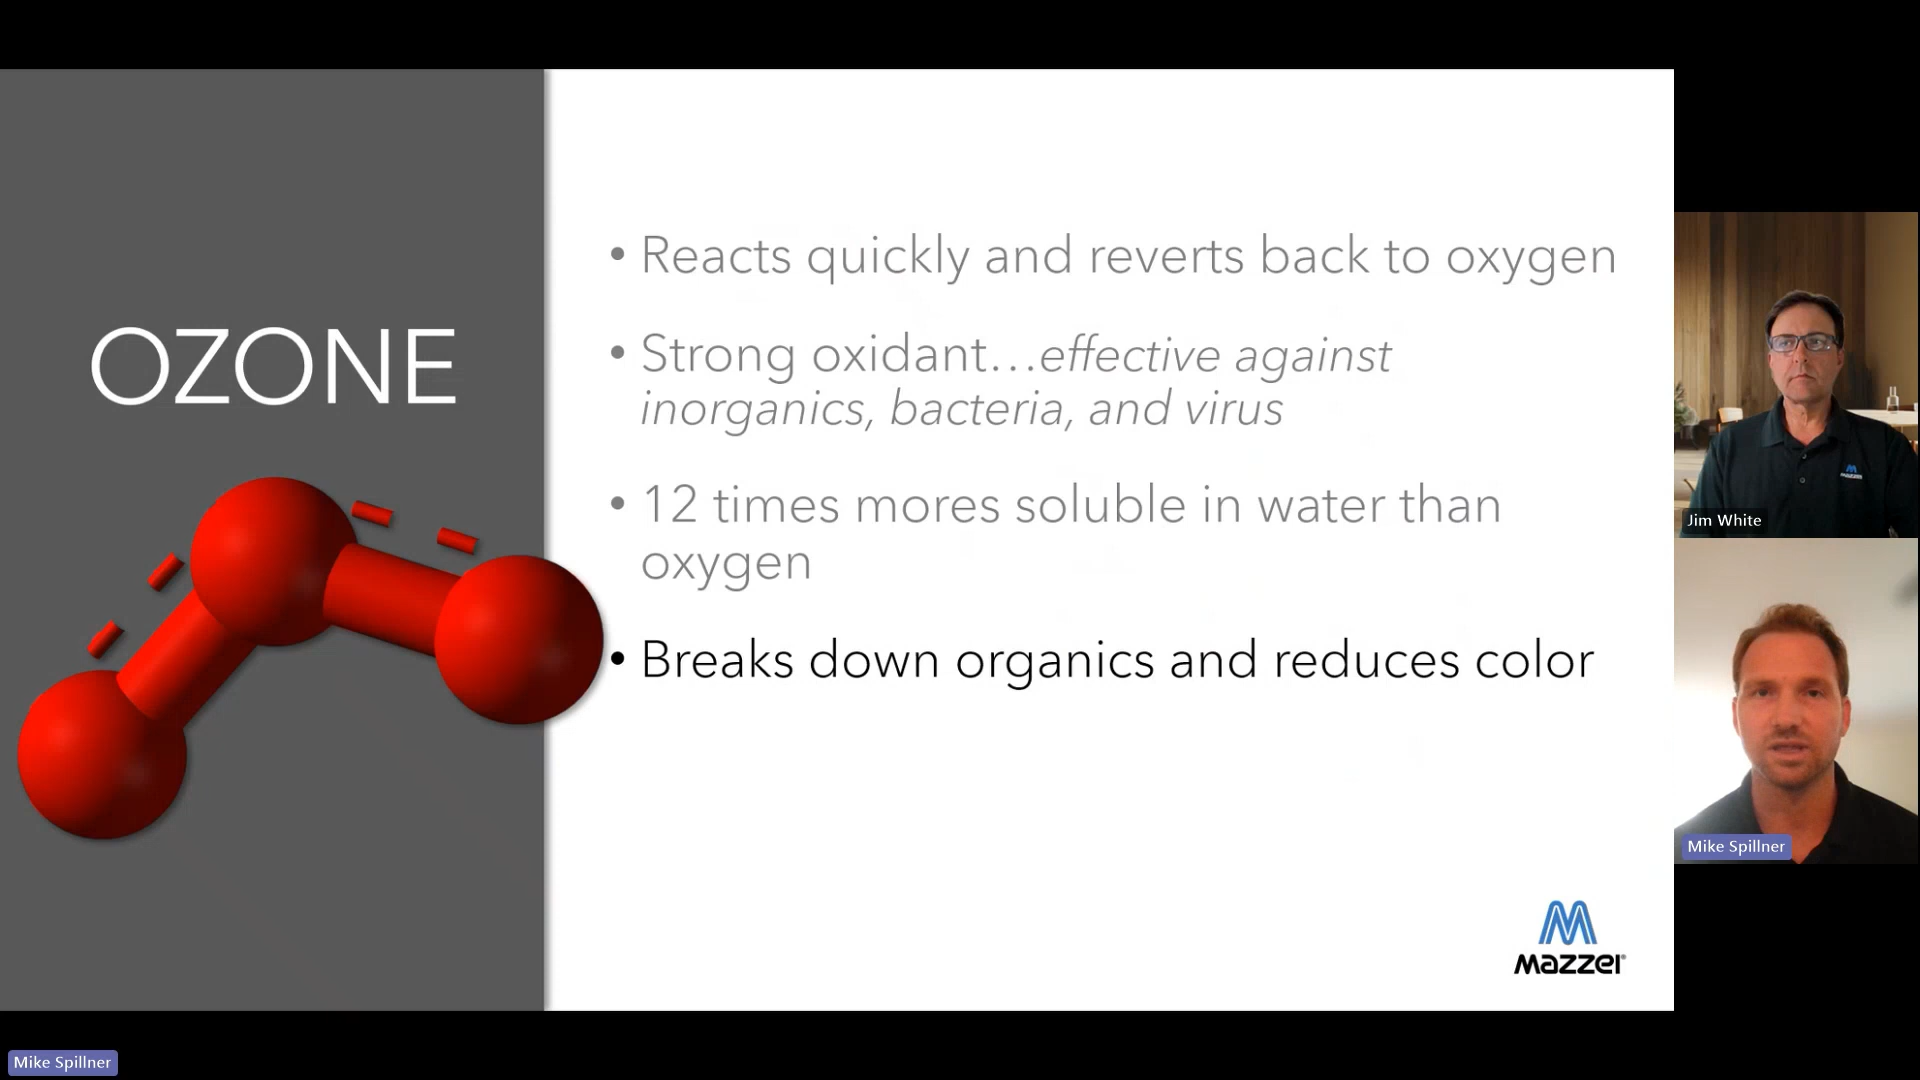 OZONE
• Reacts quickly and reverts back to oxygen
• Strong oxidant...effective against
inorganics, bacteria, and virus
• 12 times mores soluble in water than
oxygen
• Breaks down organics and reduces color
Mazzei®
Mazzei
Jim White
Mike Spillner
Mike Spillner